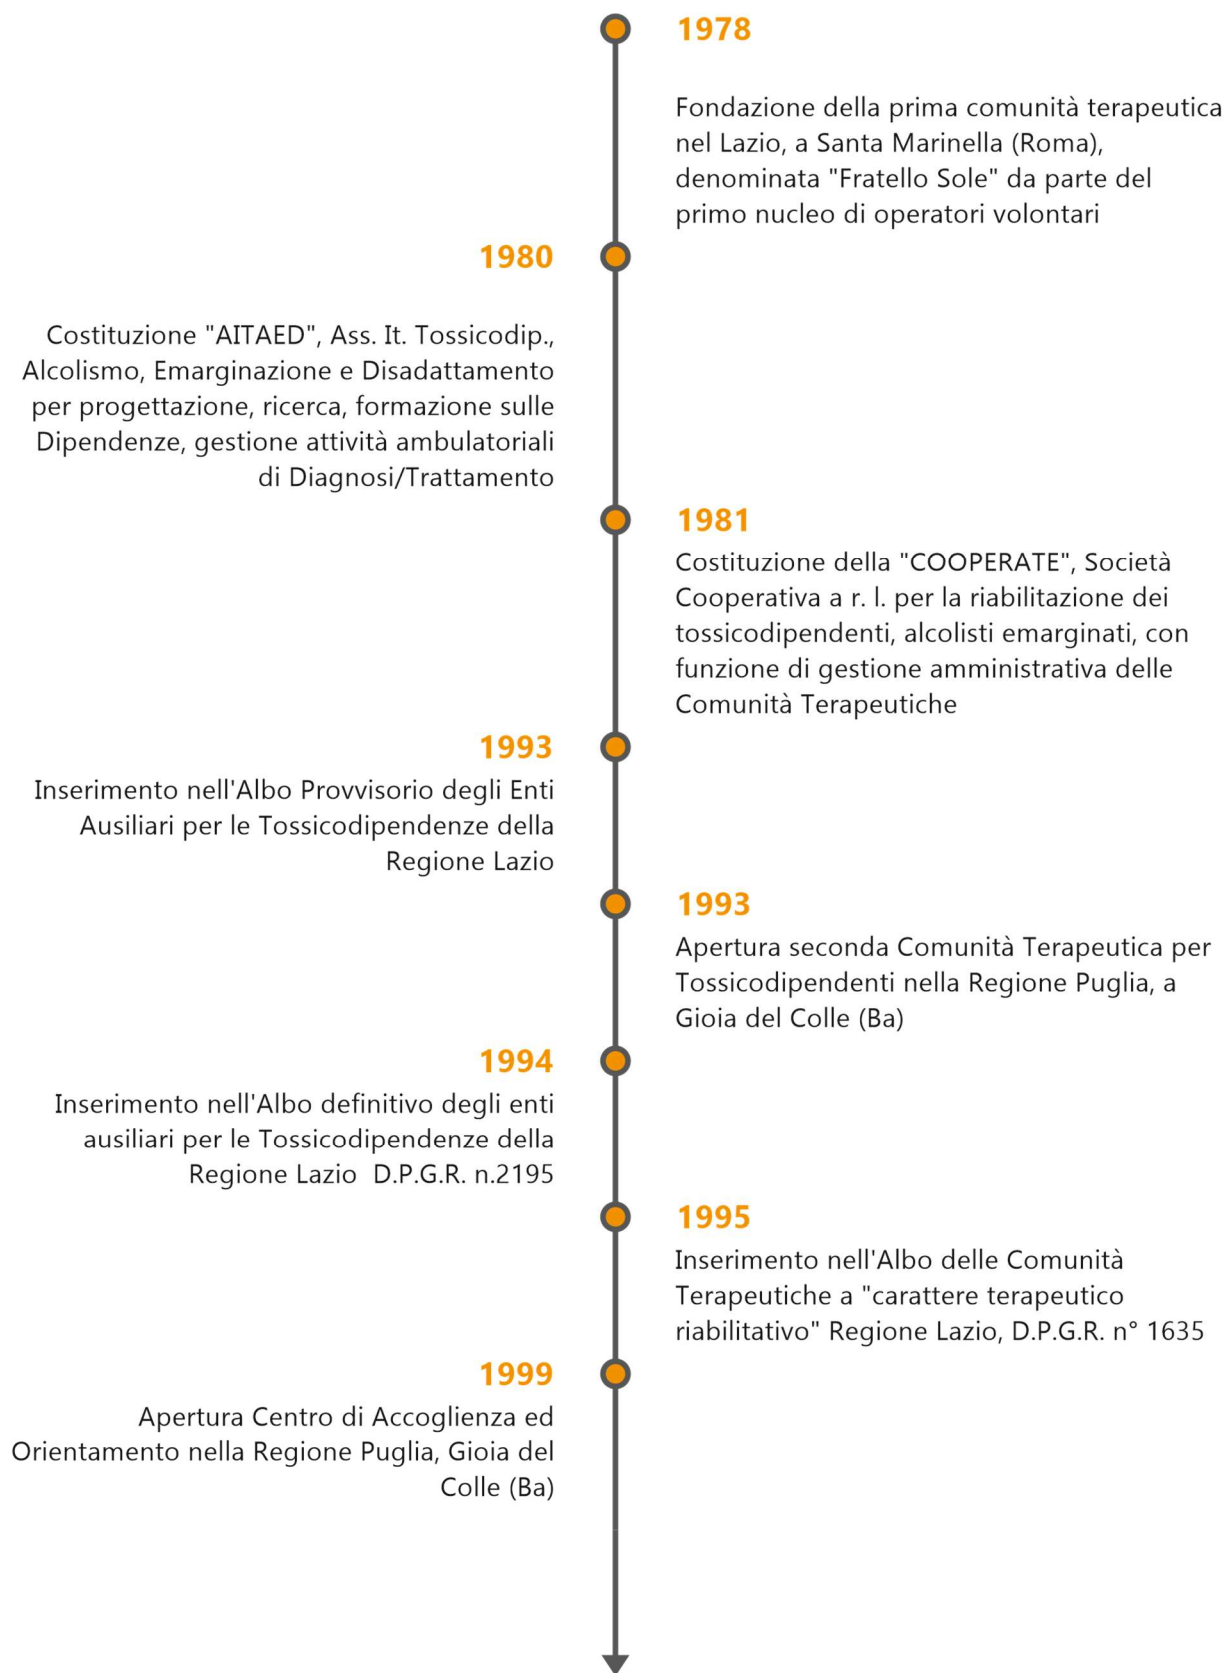 1978
Fondazione della prima comunità terapeutica
nel Lazio, a Santa Marinella (Roma),
denominata "Fratello Sole" da parte del
primo nucleo di operatori volontari
1980
Costituzione "AITAED", Ass. It. Tossicodip.,
Alcolismo, Emarginazione e Disadattamento
per progettazione, ricerca, formazione sulle
Dipendenze, gestione attività ambulatoriali
di Diagnosi/Trattamento
1981
Costituzione della "COOPERATE", Società
Cooperativa a r. l. per la riabilitazione dei
tossicodipendenti, alcolisti emarginati, con
funzione di gestione amministrativa delle
Comunità Terapeutiche
1993
Inserimento nell'Albo Provvisorio degli Enti
Ausiliari per le Tossicodipendenze della
Regione Lazio
1993
Apertura seconda Comunità Terapeutica per
Tossicodipendenti nella Regione Puglia, a
Gioia del Colle (Ba)
1994
Inserimento nell'Albo definitivo degli enti
ausiliari per le Tossicodipendenze della
Regione Lazio  D.P.G.R. n.2195
1995
Inserimento nell'Albo delle Comunità
Terapeutiche a "carattere terapeutico
riabilitativo" Regione Lazio, D.P.G.R. n° 1635
1999
Apertura Centro di Accoglienza ed
Orientamento nella Regione Puglia, Gioia del
Colle (Ba)